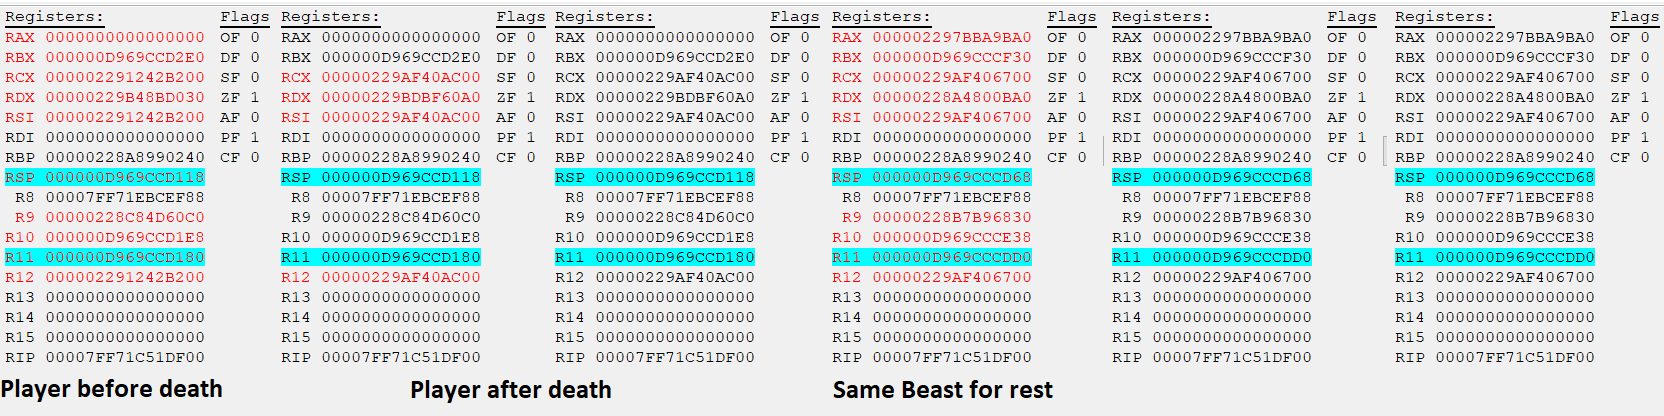 Registers: Flags Registers: Flags Registers: Flags Registers: Flags Registers: Flags Registers: Flags
RAX 0000000000000000 OF 0 RAX 0000000000000000 OF 0 RAX 0000000000000000 OF 0 RAX 000002297BBA9BA0 OF 0 RAX 000002297BBA9BA0 OF 0 RAX 000002297BBA9BA0 OF 0
RBX 000000D969CCD2E0 DF 0 RBX 000000D969CCD2E0 DF 0 RBX 000000D969CCD2E0 DF 0 RBX 000000D969CCCF30 DF 0 RBX 000000D969CCCF30 DF 0 RBX 000000D969CCCF30 DF 0
RCX 000002291242B200 SF 0 RCX 00000229AF40AC00 SF 0 RCX 00000229AF40AC00 SF 0 RCX 00000229AF406700 SF 0 RCX 00000229AF406700 SF 0 RCX 00000229AF406700 SF 0
RDX 00000229B48BD030 ZF 1 RDX 00000229BDBF60A0 ZF 1 RDX 00000229BDBF60A0 ZF 1 RDX 00000228A4800BA0 ZF 1 RDX 00000228A4800BA0 ZF 1 RDX 00000228A4800BA0 ZF 1
RSI 000002291242B200 AF 0 RSI 00000229AF40AC00 AF 0 RSI 00000229AF40AC00 AF 0 RSI 00000229AF406700 AF 0 RSI 00000229AF406700 AF 0 RSI 00000229AF406700 AF 0
RDI 0000000000000000 PF 1 RDI 0000000000000000 PF 1 RDI 0000000000000000 PF 1 RDI 0000000000000000 PF 1 RDI 0000000000000000 PF 1 RDI 0000000000000000 PF 1
RBP 00000228A8990240 CF 0 RBP 00000228A8990240 CF 0 RBP 00000228A8990240 CF 0 RBP 00000228A8990240 CF 0 RBP 00000228A8990240 CF 0 RBP 00000228A8990240 CF 0
RSP 000000D969CCD118 RSP 000000D969CCD118 RSP 000000D969CCD118 RSP 000000D969CCCD68 RSP 000000D969CCCD68 RSP 000000D969CCCD68
R8 00007FF71EBCEF88 R8 00007FF71EBCEF88 R8 00007FF71EBCEF88 R8 00007FF71EBCEF88 R8 00007FF71EBCEF88 R8 00007FF71EBCEF88
R9 00000228C84D60C0 R9 00000228C84D60C0 R9 00000228C84D60C0 R9 00000228B7B96830 R9 00000228B7B96830 R9 00000228B7B96830
R10 000000D969CCD1E8 R10 000000D969CCD1E8 R10 000000D969CCD1E8 R10 000000D969CCCE38 R10 000000D969CCCE38 R10 000000D969CCCE38
R11 000000D969CCD180 R11 000000D969CCD180 R11 000000D969CCD180 R11 000000D969CCCDD0 R11 000000D969CCCDD0 R11 000000D969CCCDD0
R12 000002291242B200 R12 00000229AF40AC00 R12 00000229AF40AC00 R12 00000229AF406700 R12 00000229AF406700 R12 00000229AF406700
R13 0000000000000000 R13 0000000000000000 R13 0000000000000000 R13 0000000000000000 R13 0000000000000000 R13 0000000000000000
R14 0000000000000000 R14 0000000000000000 R14 0000000000000000 R14 0000000000000000 R14 0000000000000000 R14 0000000000000000
R15 0000000000000000 R15 0000000000000000 R15 0000000000000000 R15 0000000000000000 R15 0000000000000000 R15 0000000000000000
RIP 00007FF71C51DF00 RIP 00007FF71C51DF00 RIP 00007FF71C51DF00 RIP 00007FF71C51DF00 RIP 00007FF71C51DF00 RIP 00007FF71C51DF00
Player before death Player after death Same Beast for rest